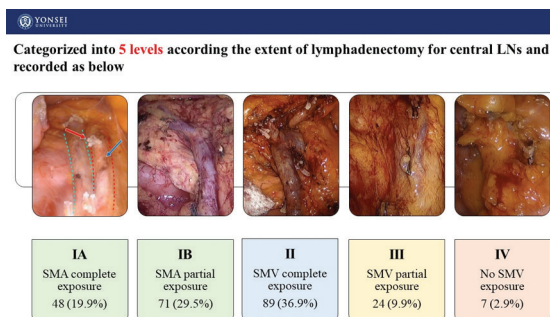 YONSEI
UNIVERSITY
Categorized into 5 levels according the extent of lymphadenectomy for central LNs and
recorded as below
IA
SMA complete
exposure
48 (19.9%)
IB
SMA partial
exposure
71 (29.5%)
II
SMV complete
exposure
89 (36.9%)
III
SMV partial
exposure
24 (9.9%)
IV
No SMV
exposure
7 (2.9%)